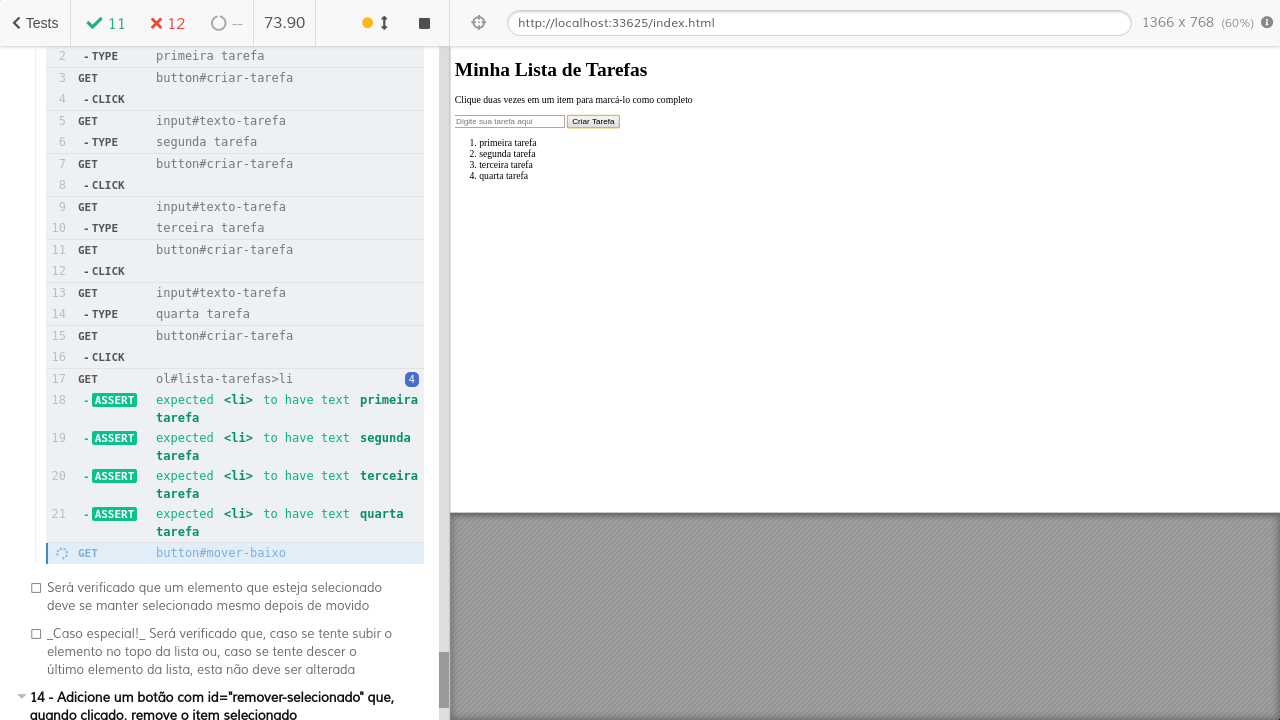 Tests
11
12
--
73.90
http://localhost:33625/index.html
1366 x 768 (60%)
2 - TYPE primeira tarefa
3 GET button#criar-tarefa
4 - CLICK
5 GET input#texto-tarefa
6 - TYPE segunda tarefa
7 GET button#criar-tarefa
8 - CLICK
9 GET input#texto-tarefa
10 - TYPE terceira tarefa
11 GET button#criar-tarefa
12 - CLICK
13 GET input#texto-tarefa
14 - TYPE quarta tarefa
15 GET button#criar-tarefa
16 - CLICK
17 GET ol#lista-tarefas>li 4
18 - ASSERT expected <li> to have text primeira
tarefa
19 - ASSERT expected <li> to have text segunda
tarefa
20 - ASSERT expected <li> to have text terceira
tarefa
21 - ASSERT expected <li> to have text quarta
tarefa
GET button#mover-baixo
Será verificado que um elemento que esteja selecionado
deve se manter selecionado mesmo depois de movido
_Caso especial!_ Será verificado que, caso se tente subir o
elemento no topo da lista ou, caso se tente descer o
último elemento da lista, esta não deve ser alterada
14 - Adicione um botão com id="remover-selecionado" que,
quando clicado, remove o item selecionado
Minha Lista de Tarefas
Clique duas vezes em um item para marcá-lo como completo
Digite sua tarefa aqui Criar Tarefa
1. primeira tarefa
2. segunda tarefa
3. terceira tarefa
4. quarta tarefa